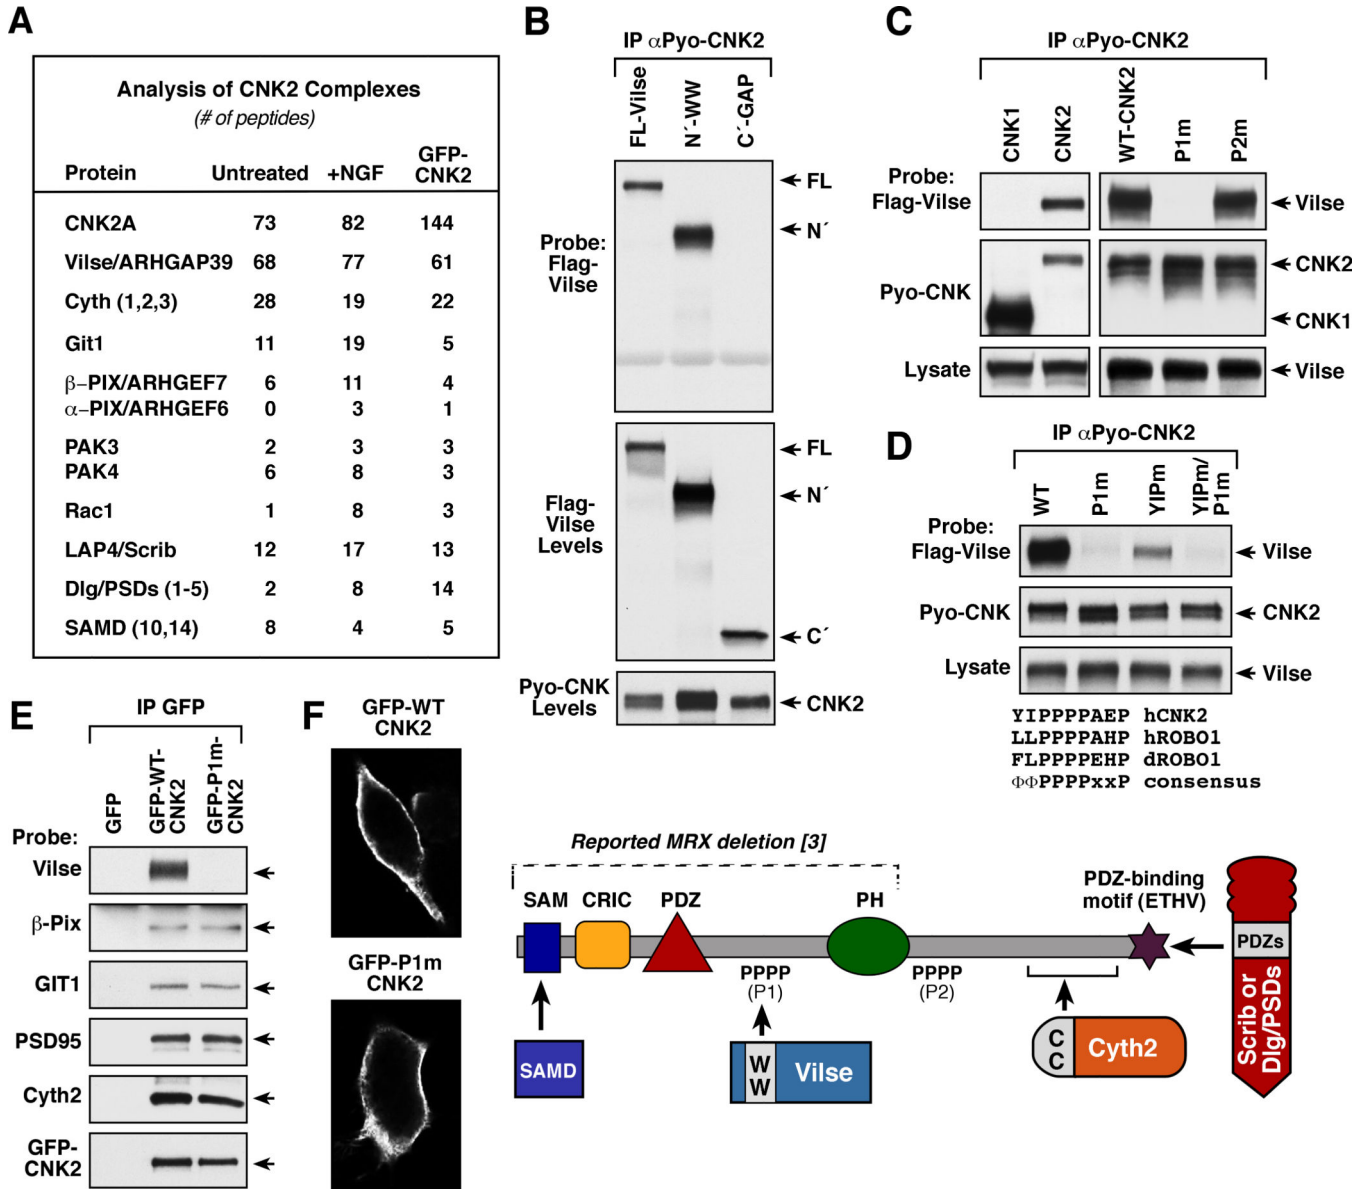 A
Analysis of CNK2 Complexes
(# of peptides)
Protein Untreated +NGF GFP-CNK2
CNK2A 73 82 144
Vilse/ARHGAP39 68 77 61
Cyth (1,2,3) 28 19 22
Git1 11 19 5
β–PIX/ARHGEF7 6 11 4
α–PIX/ARHGEF6 0 3 1
PAK3 2 3 3
PAK4 6 8 3
Rac1 1 8 3
LAP4/Scrib 12 17 13
Dlg/PSDs (1-5) 2 8 14
SAMD (10,14) 8 4 5
B
IP αPyo-CNK2
FL-Vilse
N´-WW
C´-GAP
Probe:
Flag-
Vilse
FL
N´
Flag-
Vilse
Levels
FL
N´
C´
Pyo-CNK
Levels
CNK2
C
IP αPyo-CNK2
CNK1
CNK2
WT-CNK2
P1m
P2m
Probe:
Flag-Vilse
Vilse
Pyo-CNK
CNK2
CNK1
Lysate
Vilse
D
IP αPyo-CNK2
WT
P1m
YIPm
YIPm/
P1m
Probe:
Flag-Vilse
Vilse
Pyo-CNK
CNK2
Lysate
Vilse
YIPPPPAEP hCNK2
LLPPPPAHP hROBO1
FLPPPPEHP dROBO1
ΦΦPPPPxxP consensus
E
IP GFP
GFP
GFP-WT-
CNK2
GFP-P1m-
CNK2
Probe:
Vilse
β-Pix
GIT1
PSD95
Cyth2
GFP-
CNK2
F
GFP-WT
CNK2
GFP-P1m
CNK2
Reported MRX deletion [3]
SAM CRIC PDZ PH
PDZ-binding
motif (ETHV)
PPPP
(P1)
PPPP
(P2)
SAMD
W
W
Vilse
C
C
Cyth2
PDZs
Scrib or
Dlg/PSDs